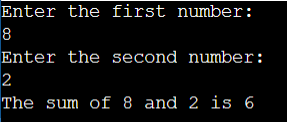 Enter the first number:
8
Enter the second number:
2
The sum of 8 and 2 is 6